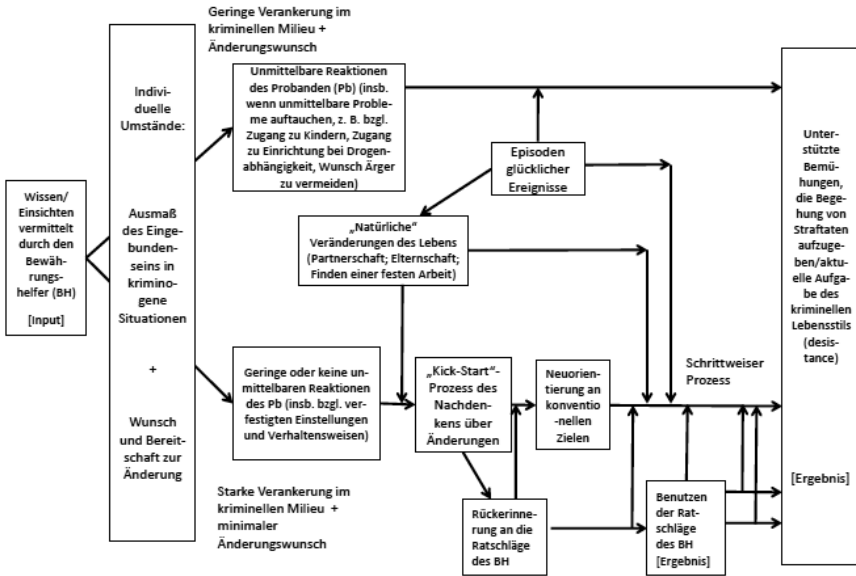 Geringe Verankerung im
kriminellen Milieu +
Änderungswunsch
Wissen/
Einsichten
vermittelt
durch den
Bewäh-
rungs-
helfer (BH)
[Input]
Indivi-
duelle
Umstände:
Ausmaß
des Einge-
bunden-
seins in
krimino-
gene
Situationen
+
Wunsch
und Bereit-
schaft zur
Änderung
Unmittelbare Reaktionen
des Probanden (Pb) (insb.
wenn unmittelbare Proble-
me auftauchen, z. B. bzgl.
Zugang zu Kindern, Zugang
zu Einrichtung bei Drogen-
abhängigkeit, Wunsch Ärger
zu vermeiden)
Episoden
glücklicher
Ereignisse
„Natürliche“
Veränderungen des Lebens
(Partnerschaft; Elternschaft;
Finden einer festen Arbeit)
Geringe oder keine un-
mittelbaren Reaktionen
des Pb (insb. bzgl. ver-
festigten Einstellungen
und Verhaltensweisen)
„Kick-Start“-
Prozess des
Nachden-
kens über
Änderungen
Neuorien-
tierung an
konventio
-nellen
Zielen
Schrittweiser
Prozess
Starke Verankerung im
kriminellen Milieu +
minimaler
Änderungswunsch
Rückerinne-
rung an die
Ratschläge
des BH
Benutzen
der Rat-
schläge
des BH
[Ergebnis]
Unter-
stützte
Bemü-
hungen,
die Bege-
hung von
Straftaten
aufzuge-
ben/aktu-
elle Aufga-
be des
kriminellen
Lebensstils
(desis-
tance)
[Ergebnis]